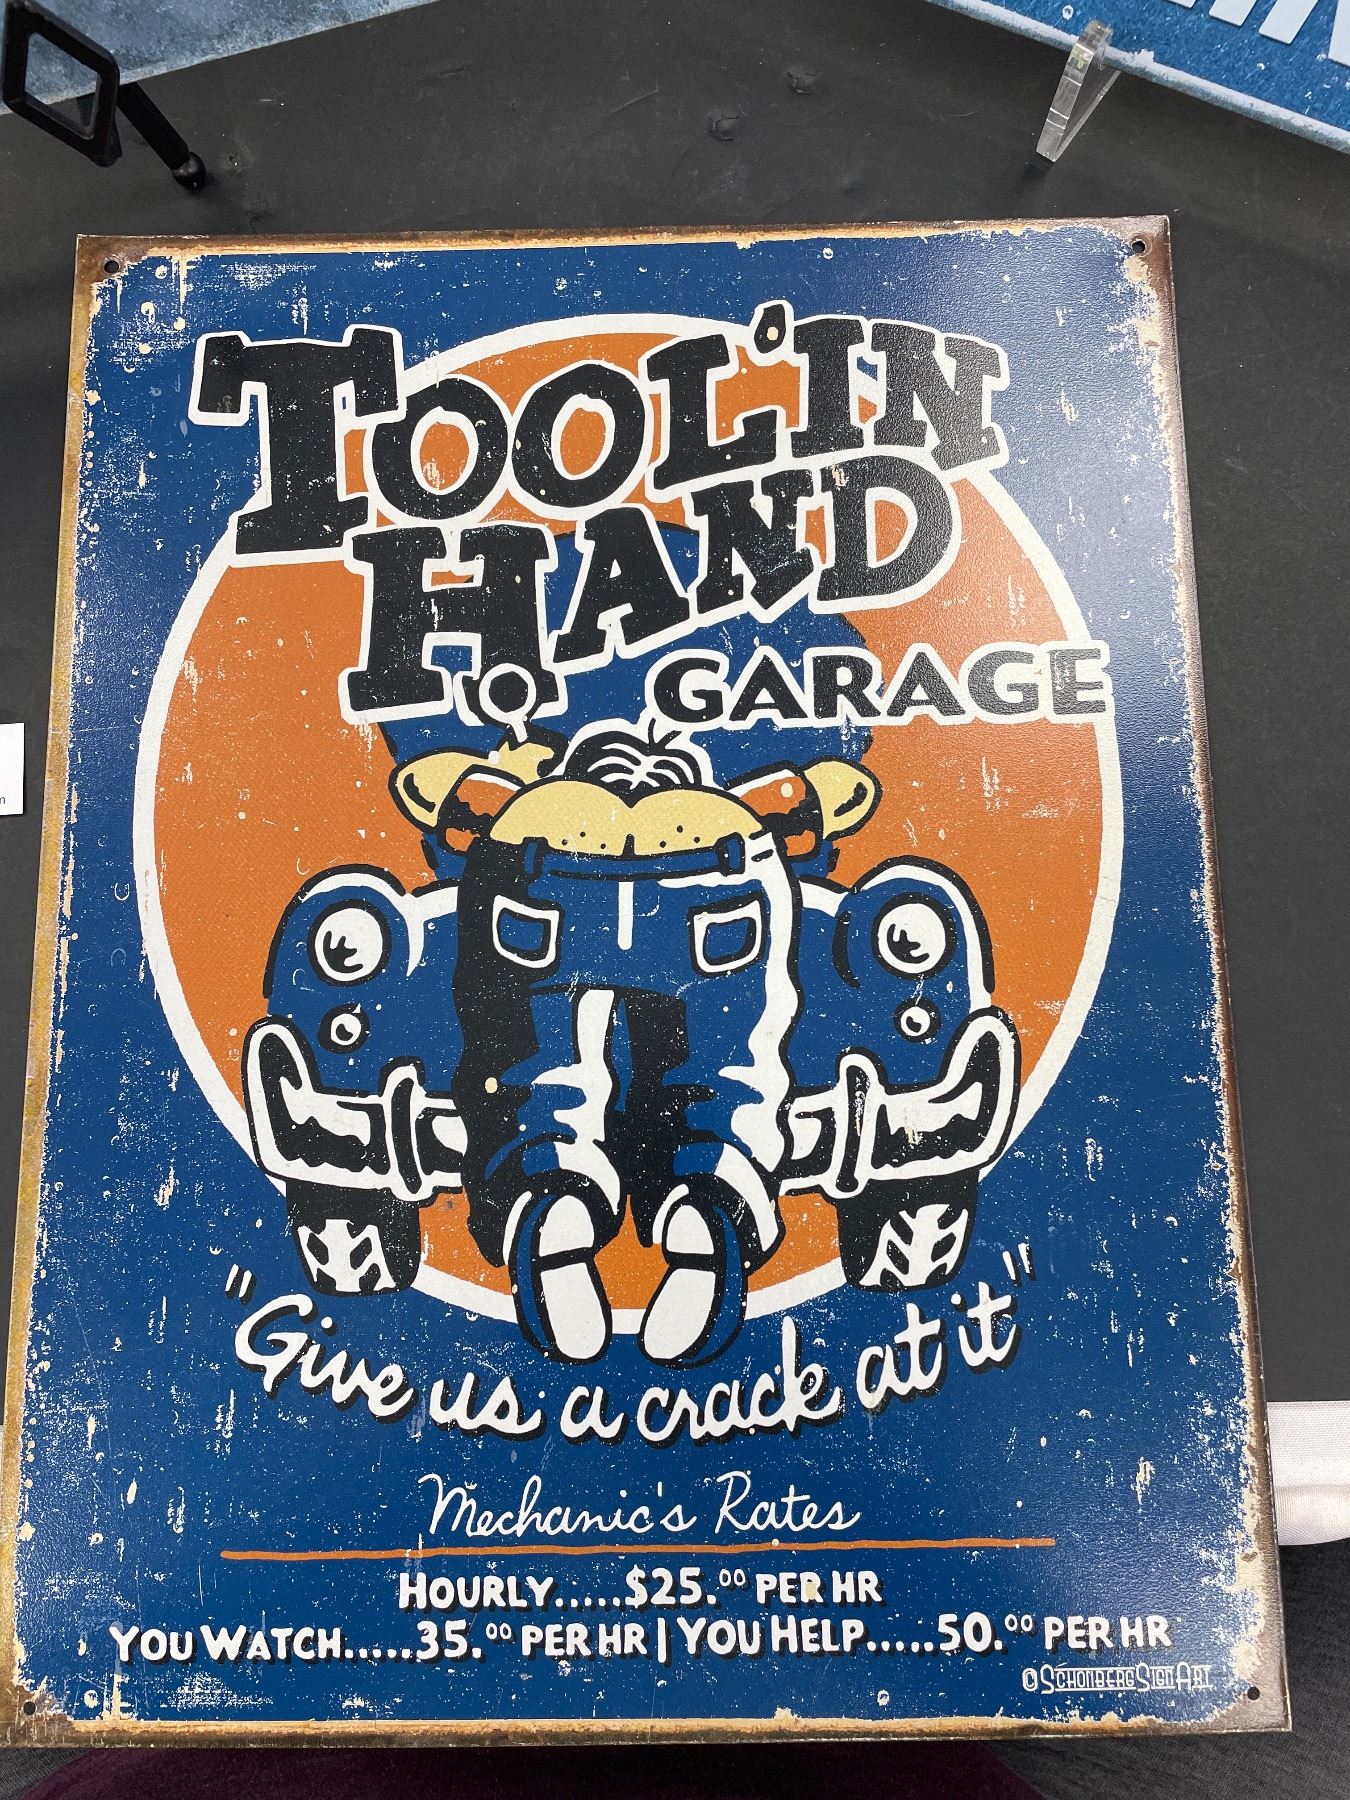 TOOL'IN
HAND
GARAGE
"Give us a crack at it"
Mechanic's Rates
HOURLY.....$25.00 PER HR
YOU WATCH.....35.00 PER HR | YOU HELP.....50.00 PER HR
©SCHONBERG SIGN ART